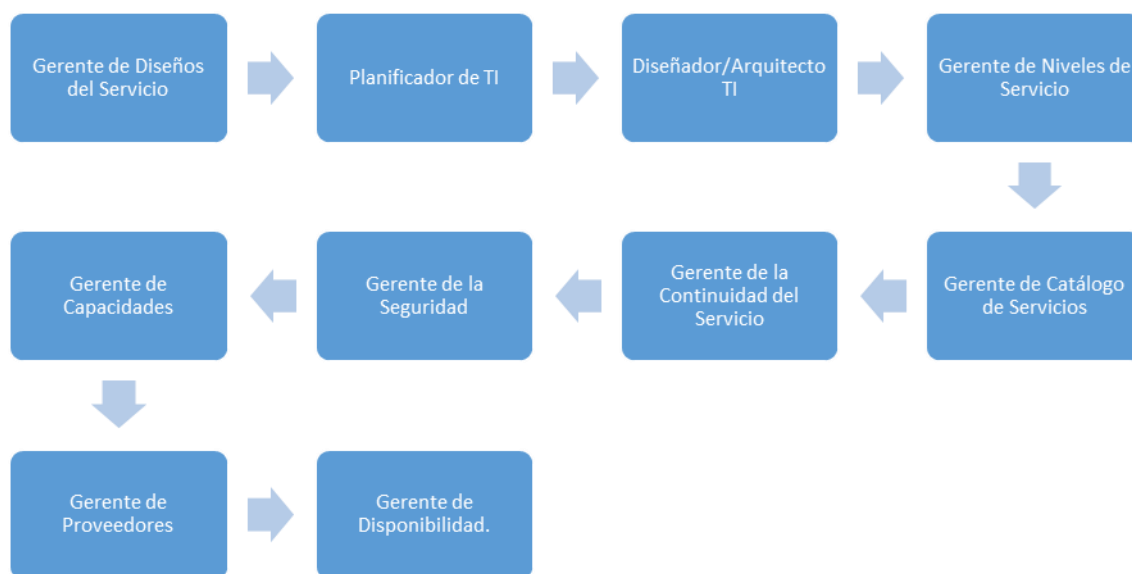 Gerente de Diseños
del Servicio
Planificador de TI
Diseñador/Arquitecto
TI
Gerente de Niveles de
Servicio
Gerente de Catálogo
de Servicios
Gerente de la
Continuidad del
Servicio
Gerente de la
Seguridad
Gerente de
Capacidades
Gerente de
Proveedores
Gerente de
Disponibilidad.